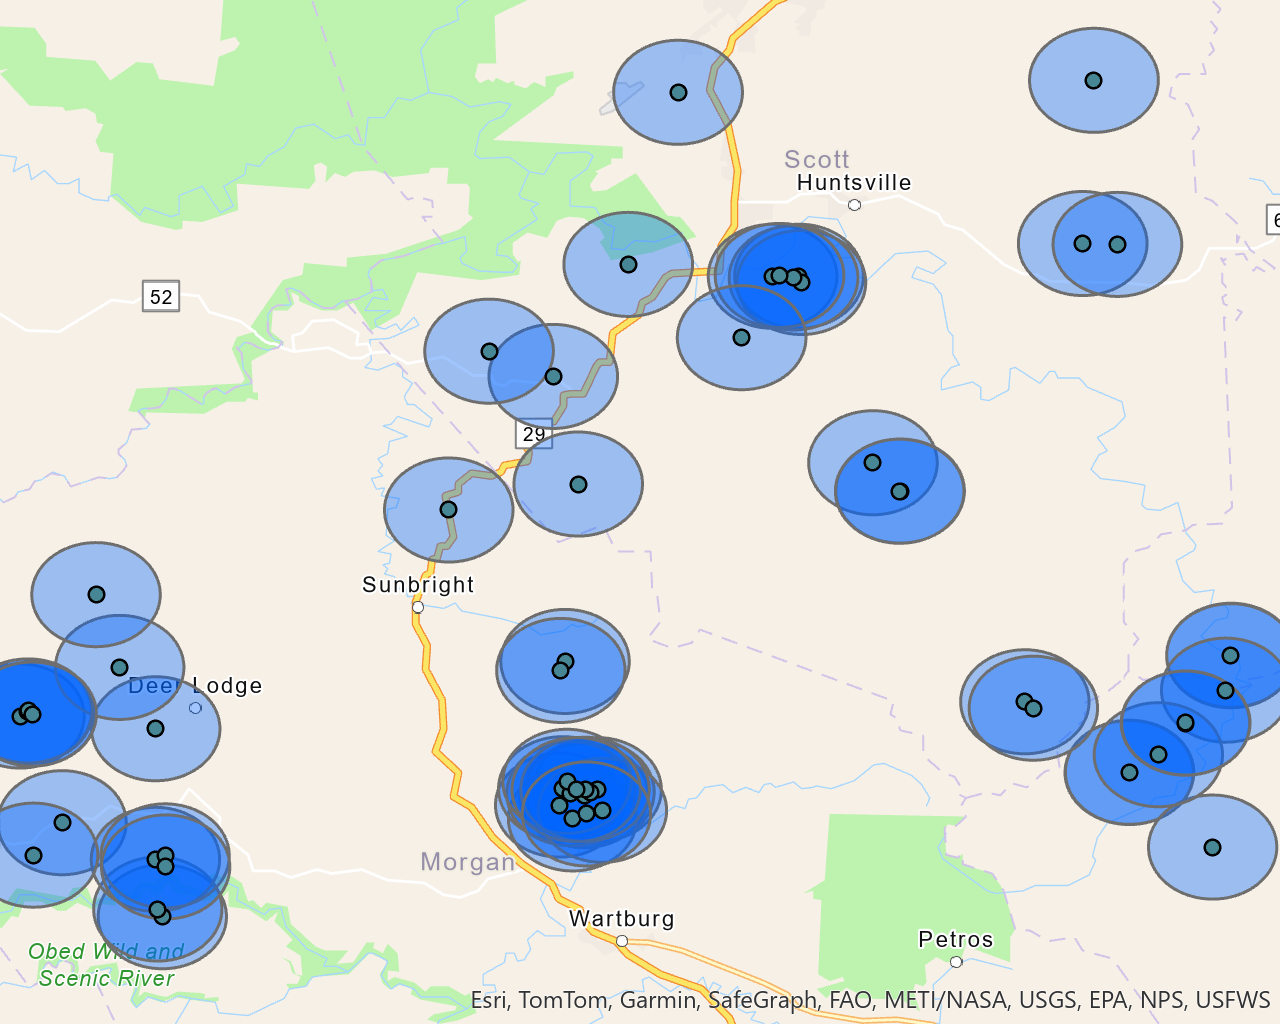 Scott
Huntsville
6
52
29
Sunbright
Deer Lodge
Morgan
Wartburg
Petros
Obed Wild and
Scenic River
Esri, TomTom, Garmin, SafeGraph, FAO, METI/NASA, USGS, EPA, NPS, USFWS